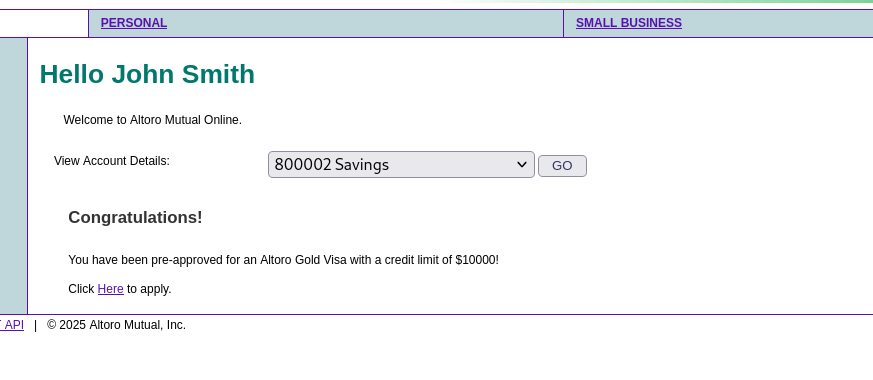 PERSONAL SMALL BUSINESS
Hello John Smith
Welcome to Altoro Mutual Online.
View Account Details: 800002 Savings GO
Congratulations!
You have been pre-approved for an Altoro Gold Visa with a credit limit of $10000!
Click Here to apply.
API | © 2025 Altoro Mutual, Inc.